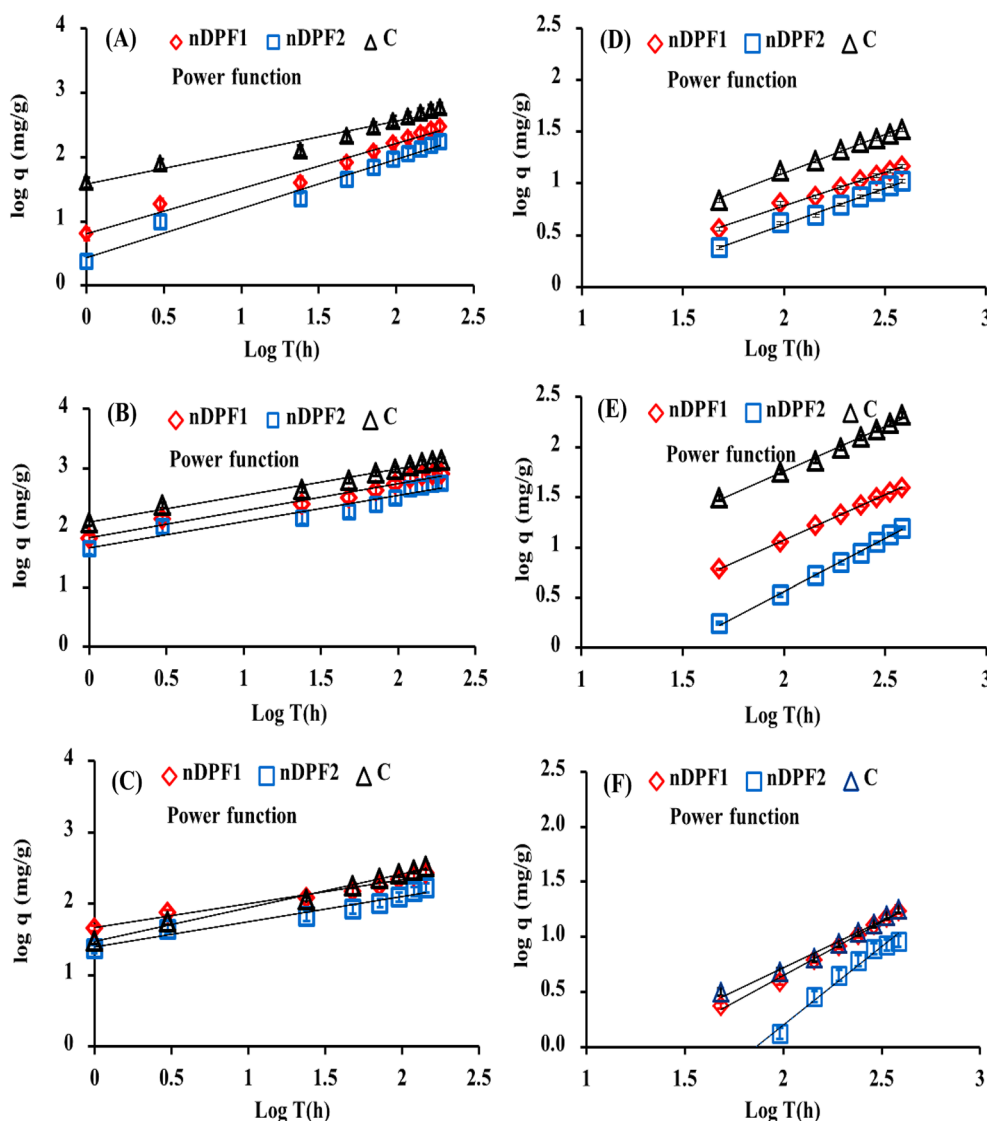 (A)
nDPF1 nDPF2 C
Power function
4
3
2
1
0
log q (mg/g)
0 0.5 1 1.5 2 2.5
Log T(h)
(D)
nDPF1 nDPF2 C
Power function
2.5
2
1.5
1
0.5
0
log q (mg/g)
1 1.5 2 2.5 3
Log T(h)
(B)
nDPF1 nDPF2 C
Power function
4
3
2
1
0
log q (mg/g)
0 0.5 1 1.5 2 2.5
Log T(h)
(E)
nDPF1 nDPF2 C
Power function
2.5
2
1.5
1
0.5
0
log q (mg/g)
1 1.5 2 2.5 3
Log T(h)
(C)
nDPF1 nDPF2 C
Power function
4
3
2
1
0
log q (mg/g)
0 0.5 1 1.5 2 2.5
Log T(h)
(F)
nDPF1 nDPF2 C
Power function
2.5
2.0
1.5
1.0
0.5
0.0
log q (mg/g)
1 1.5 2 2.5 3
Log T(h)